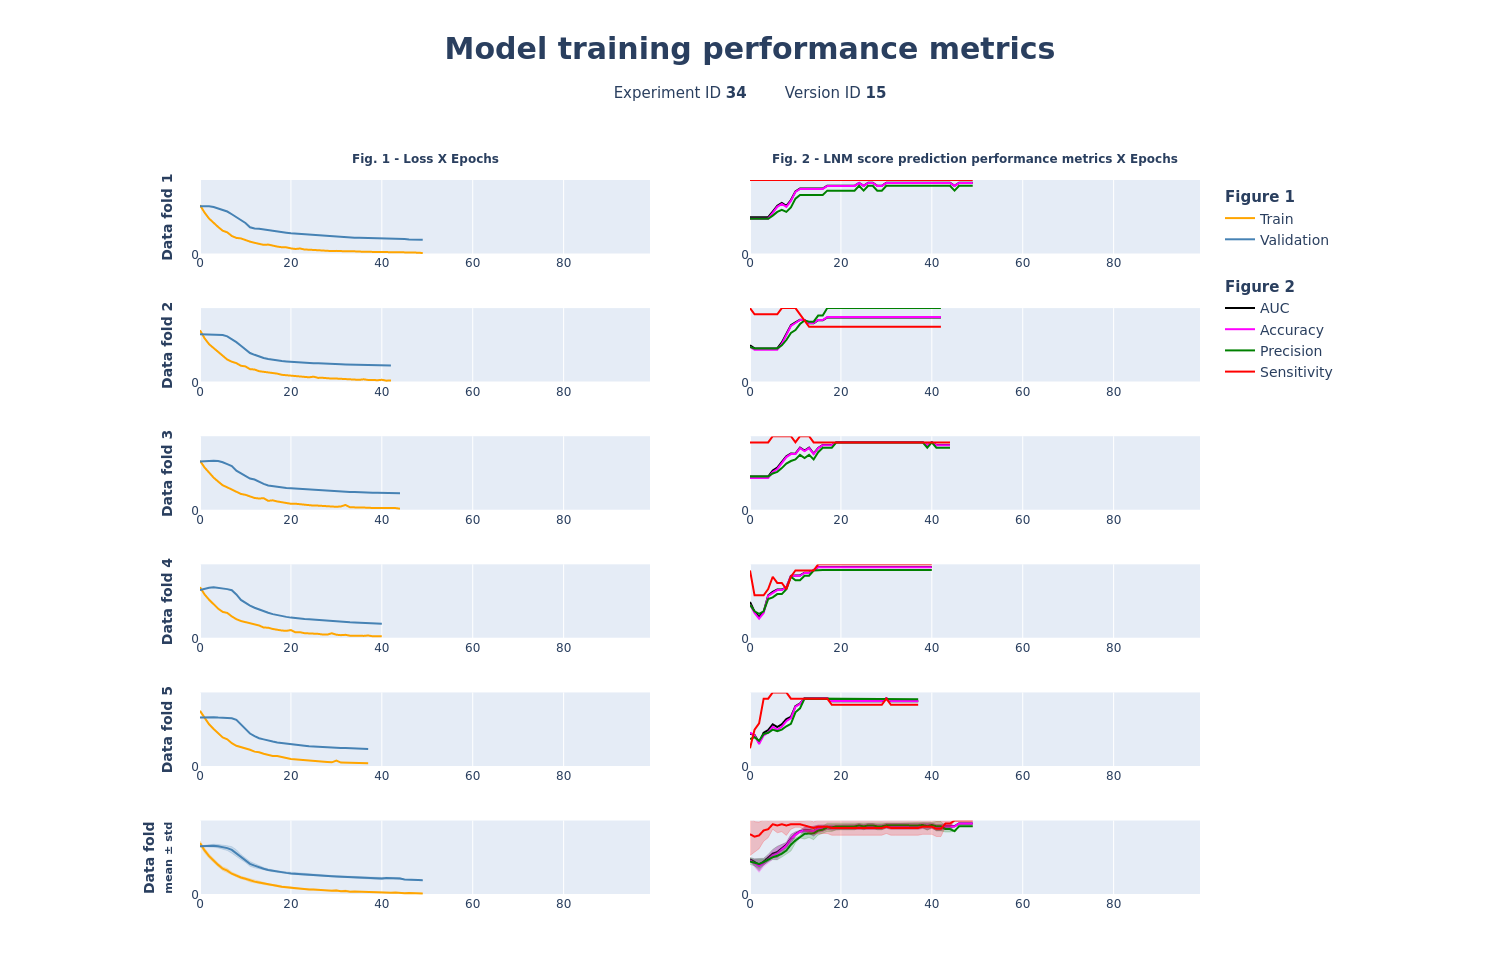 Model training performance metrics
Experiment ID 34 Version ID 15
Fig. 1 - Loss X Epochs
Fig. 2 - LNM score prediction performance metrics X Epochs
Data fold 1
0
0 20 40 60 80
0
0 20 40 60 80
Data fold 2
0
0 20 40 60 80
0
0 20 40 60 80
Data fold 3
0
0 20 40 60 80
0
0 20 40 60 80
Data fold 4
0
0 20 40 60 80
0
0 20 40 60 80
Data fold 5
0
0 20 40 60 80
0
0 20 40 60 80
Data fold
mean ± std
0
0 20 40 60 80
0
0 20 40 60 80
Figure 1
Train
Validation
Figure 2
AUC
Accuracy
Precision
Sensitivity